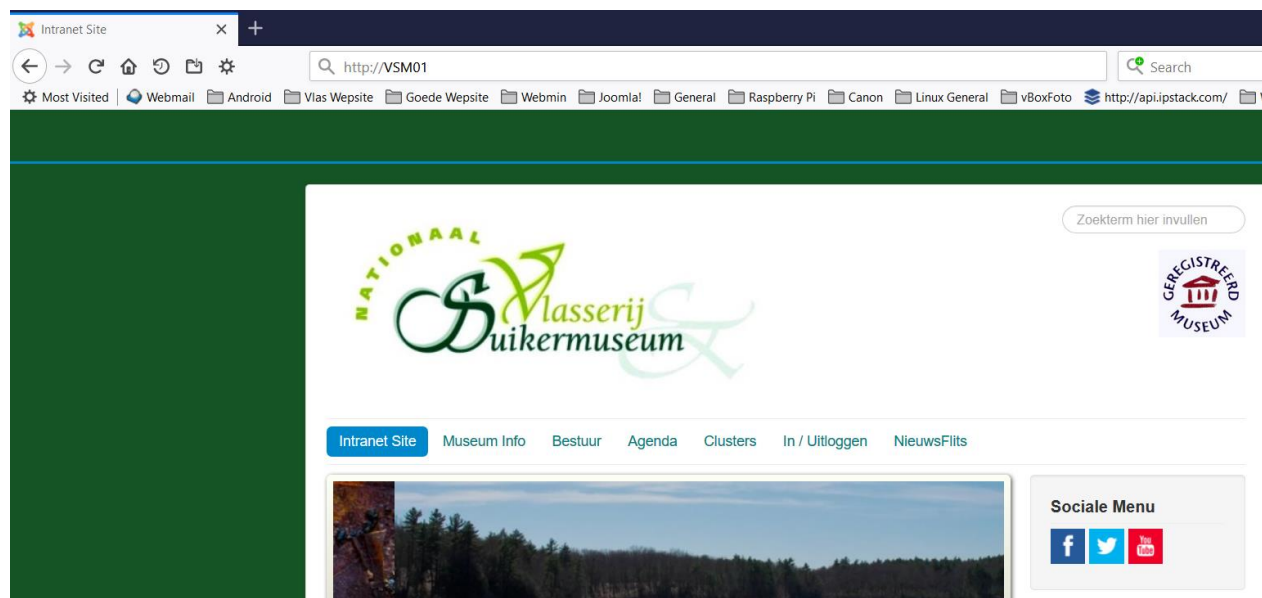 Intranet Site
http://VSM01
Search
Most Visited Webmail Android Vlas Wepsite Goede Wepsite Webmin Joomla! General Raspberry Pi Canon Linux General vBoxFoto http://api.ipstack.com/
Zoekterm hier invullen
NATIONAAL
Vlasserij
&
Suikermuseum
GEREGISTREERD
MUSEUM
Intranet Site Museum Info Bestuur Agenda Clusters In / Uitloggen NieuwsFlits
Sociale Menu
f You
Tube